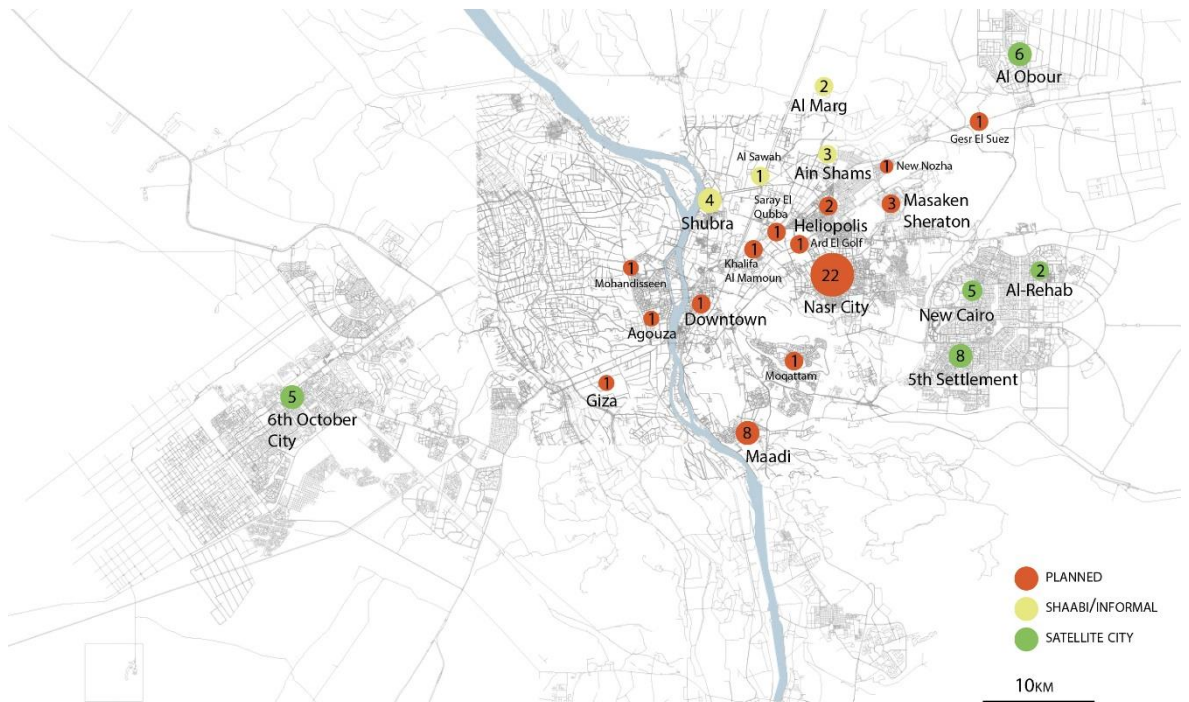 6
Al Obour
2
Al Marg
1
Gesr El Suez
Al Sawah
1
3
Ain Shams
1
New Nozha
4
Shubra
Saray El
Qubba
1
2
Heliopolis
3
Masaken
Sheraton
1
Ard El Golf
1
Khalifa
Al Mamoun
1
Mohandisseen
22
Nasr City
2
Al-Rehab
5
New Cairo
1
Downtown
1
Agouza
8
5th Settlement
1
Moqattam
1
Giza
5
6th October
City
8
Maadi
PLANNED
SHAABI/INFORMAL
SATELLITE CITY
10KM